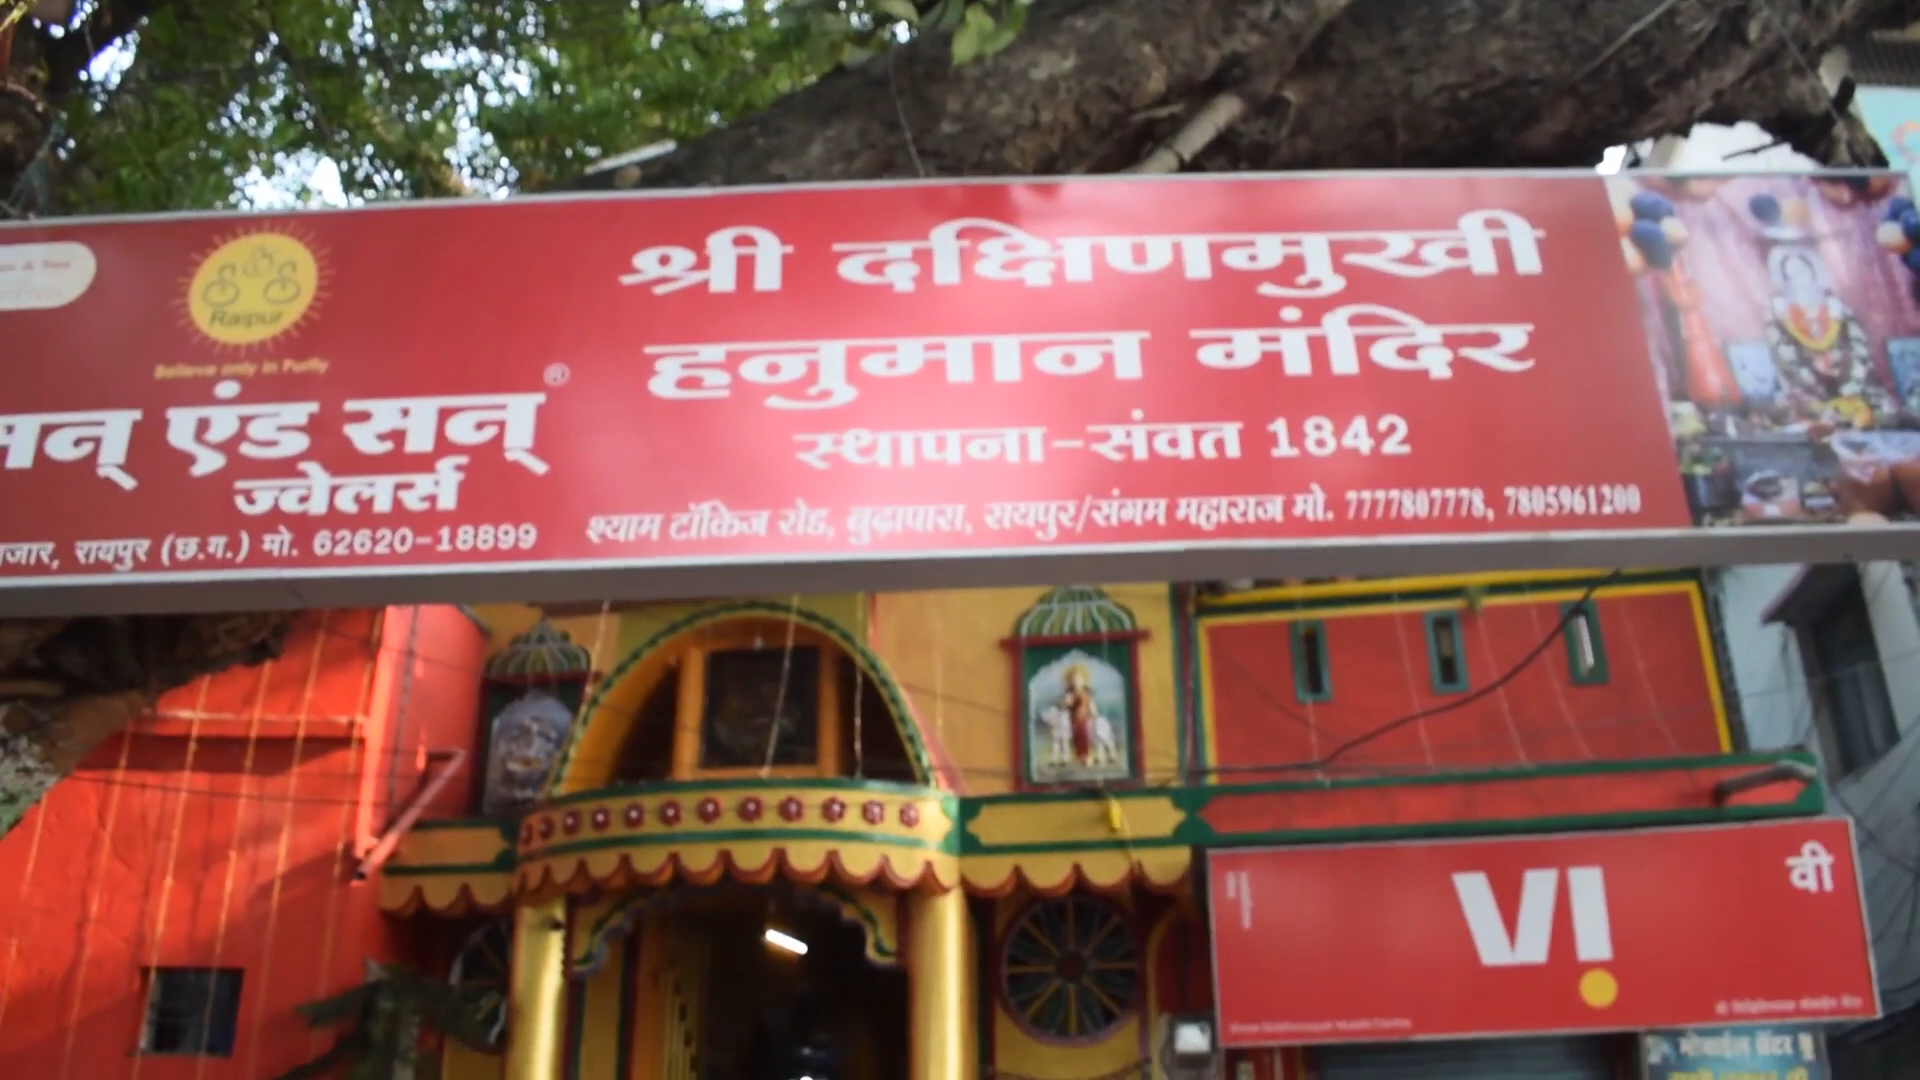 Raipur
Believe only in Purity
सन् एंड सन् ®
ज्वेलर्स
रायपुर (छ.ग.) मो. 62620-18899
श्री दक्षिणमुखी
हनुमान मंदिर
स्थापना-संवत 1842
श्याम टॉकिज रोड, बुढ़ापारा, रायपुर/संगम महाराज मो. 7777807778, 7805961200
वी
VI